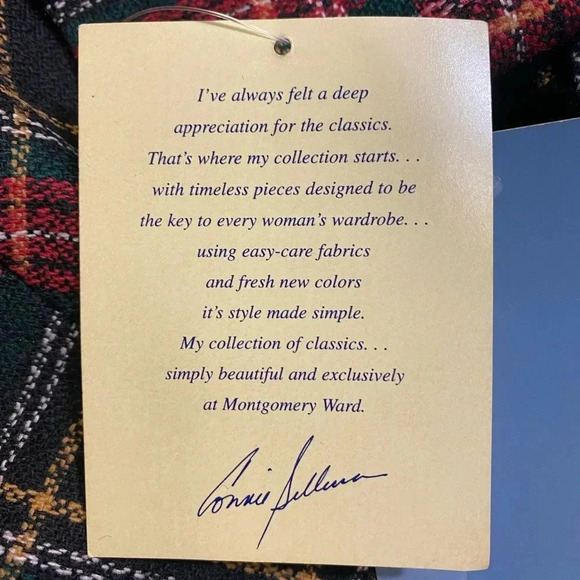 I've always felt a deep
appreciation for the classics.
That's where my collection starts. . .
with timeless pieces designed to be
the key to every woman's wardrobe. . .
using easy-care fabrics
and fresh new colors
it's style made simple.
My collection of classics. . .
simply beautiful and exclusively
at Montgomery Ward.
Connie Sellecca